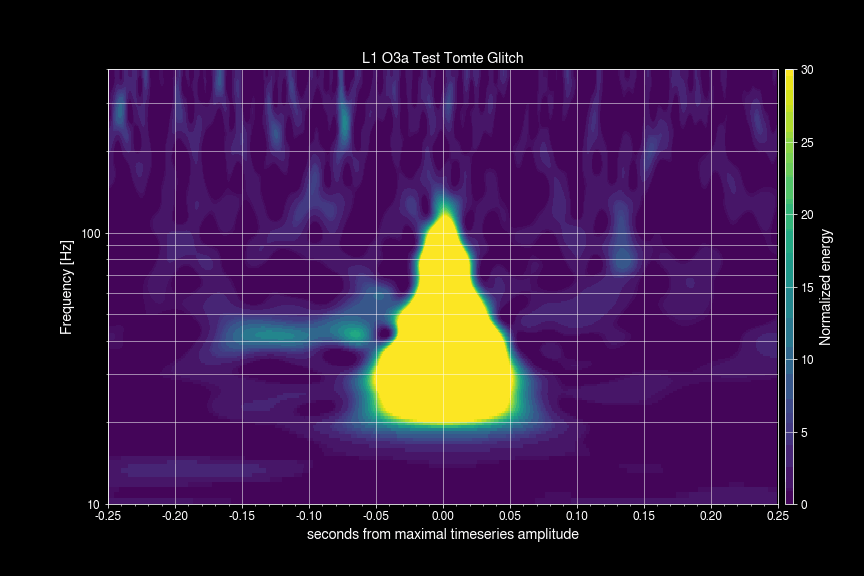 L1 O3a Test Tomte Glitch
Frequency [Hz]
100
10
-0.25 -0.20 -0.15 -0.10 -0.05 0.00 0.05 0.10 0.15 0.20 0.25
seconds from maximal timeseries amplitude
30
25
20
15
10
5
0
Normalized energy